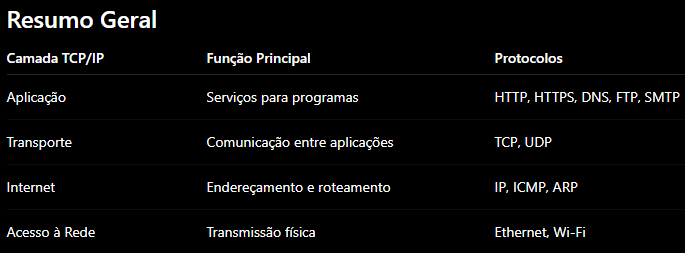 Resumo Geral
Camada TCP/IP Função Principal Protocolos
Aplicação Serviços para programas HTTP, HTTPS, DNS, FTP, SMTP
Transporte Comunicação entre aplicações TCP, UDP
Internet Endereçamento e roteamento IP, ICMP, ARP
Acesso à Rede Transmissão física Ethernet, Wi-Fi